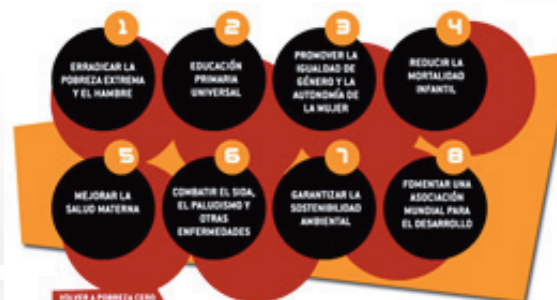 1
ERRADICAR LA
POBREZA EXTREMA
Y EL HAMBRE
2
EDUCACIÓN
PRIMARIA
UNIVERSAL
3
PROMOVER LA
IGUALDAD DE
GÉNERO Y LA
AUTONOMÍA DE
LA MUJER
4
REDUCIR LA
MORTALIDAD
INFANTIL
5
MEJORAR LA
SALUD MATERNA
6
COMBATIR EL SIDA,
EL PALUDISMO Y
OTRAS
ENFERMEDADES
7
GARANTIZAR LA
SOSTENIBILIDAD
AMBIENTAL
8
FOMENTAR UNA
ASOCIACIÓN
MUNDIAL PARA
EL DESARROLLO
VOLVER A POBREZA CERO